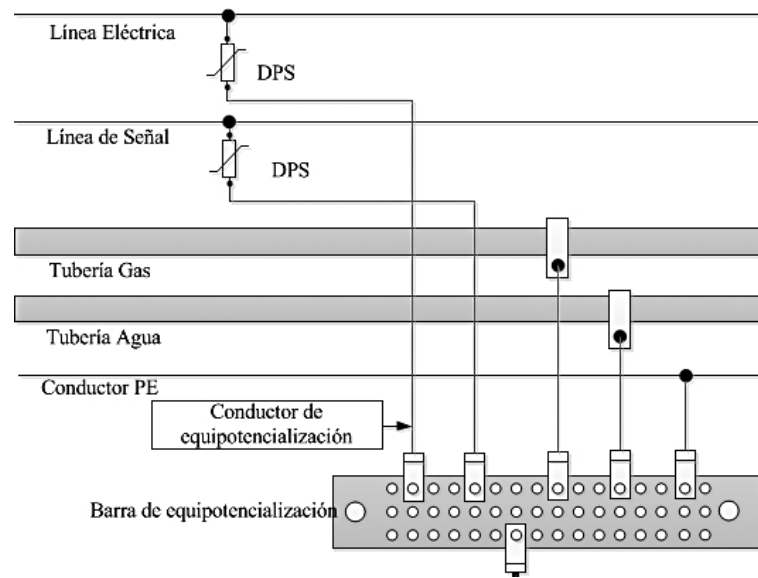 Línea Eléctrica
DPS
Línea de Señal
DPS
Tubería Gas
Tubería Agua
Conductor PE
Conductor de
equipotencialización
Barra de equipotencialización